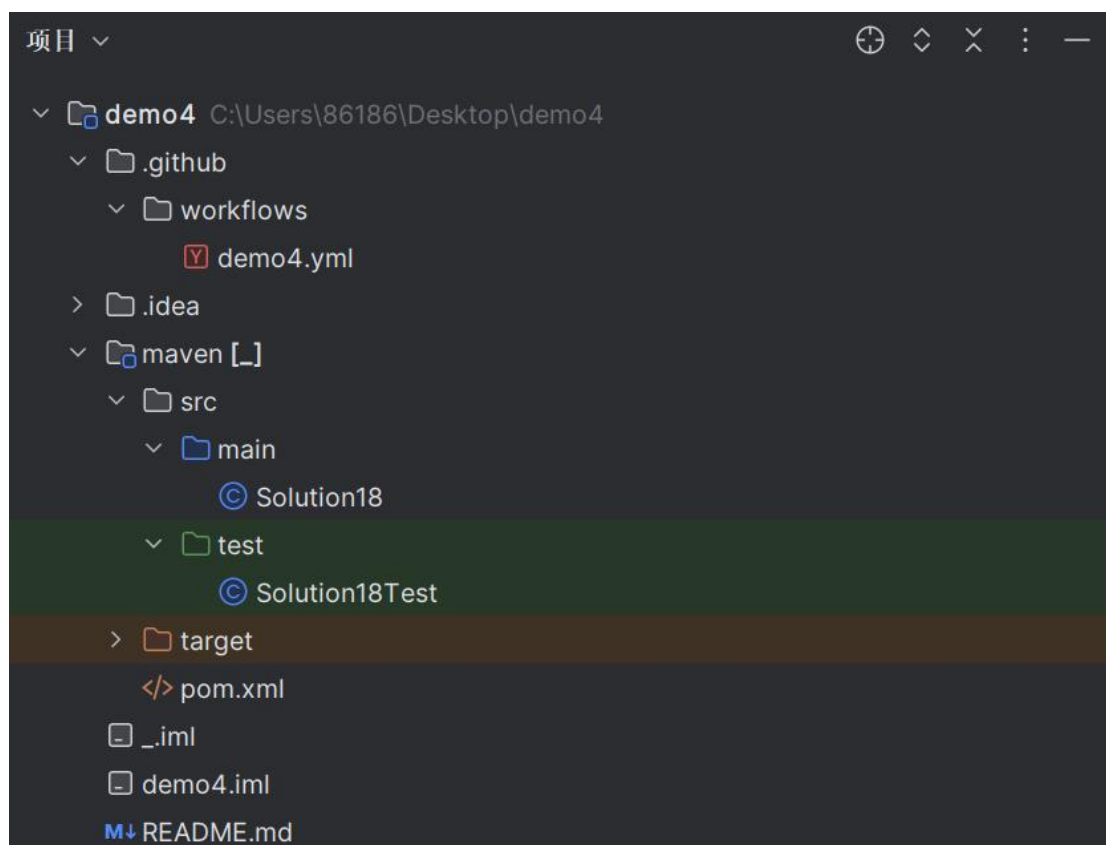 项目
demo4 C:\Users\86186\Desktop\demo4
.github
workflows
demo4.yml
.idea
maven [_]
src
main
Solution18
test
Solution18Test
target
pom.xml
_.iml
demo4.iml
README.md